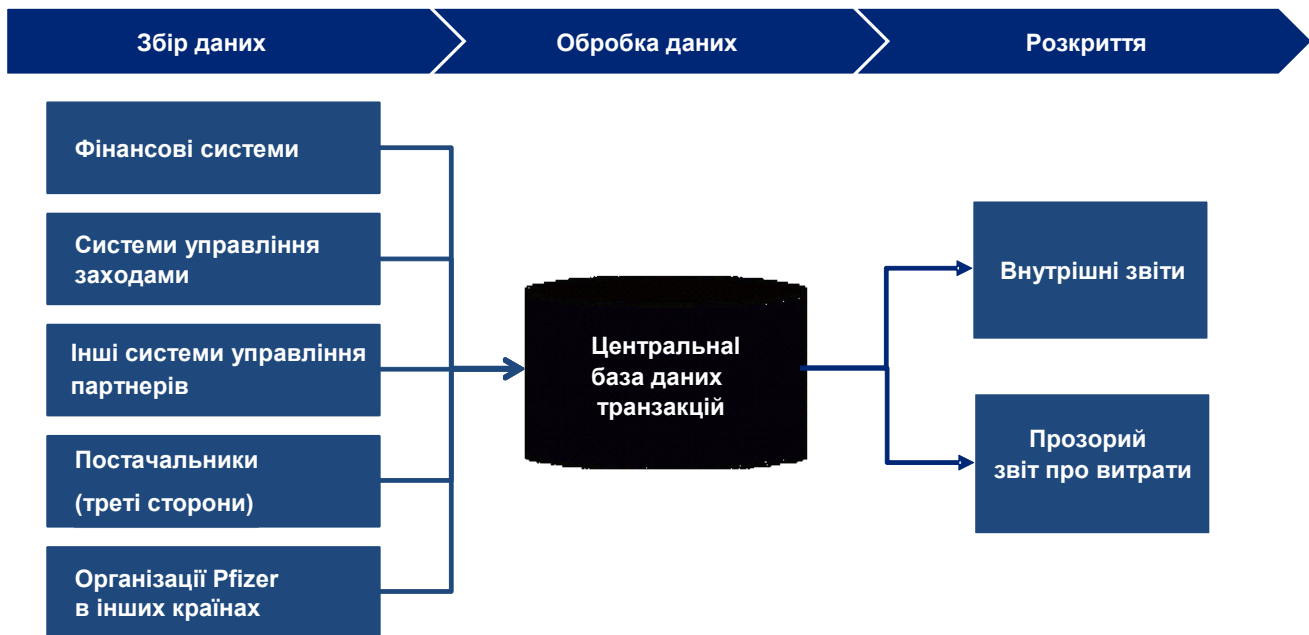 Збір даних
Обробка даних
Розкриття
Фінансові системи
Системи управління
заходами
Інші системи управління
партнерів
Постачальники
(треті сторони)
Організації Pfizer
в інших країнах
Центральнаl
база даних
транзакцій
Внутрішні звіти
Прозорий
звіт про витрати